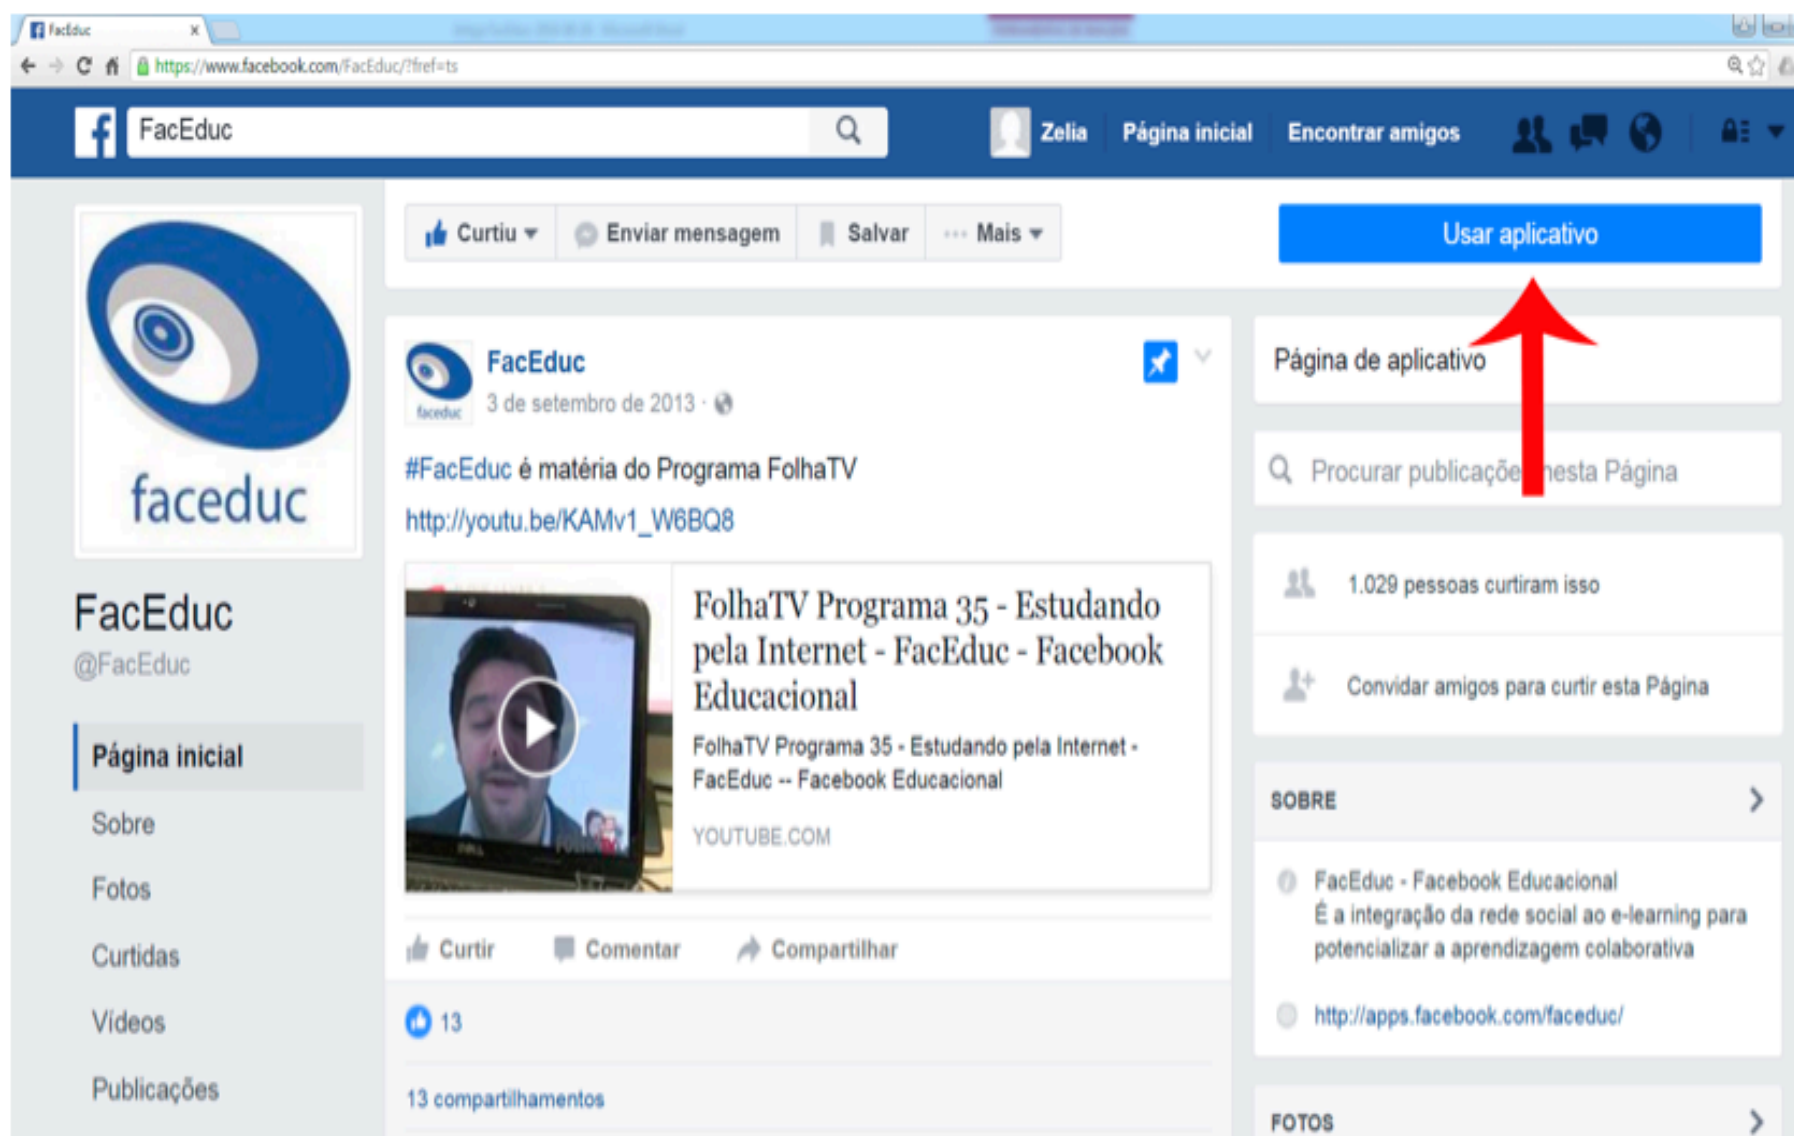 FacEduc
https://www.facebook.com/FacEduc/?fref=ts
FacEduc
Zelia
Página inicial
Encontrar amigos
Curtiu
Enviar mensagem
Salvar
Mais
Usar aplicativo
faceduc
FacEduc
@FacEduc
Página inicial
Sobre
Fotos
Curtidas
Vídeos
Publicações
faceduc
FacEduc
3 de setembro de 2013 ·
#FacEduc é matéria do Programa FolhaTV
http://youtu.be/KAMv1_W6BQ8
FolhaTV Programa 35 - Estudando
pela Internet - FacEduc - Facebook
Educacional
FolhaTV Programa 35 - Estudando pela Internet -
FacEduc -- Facebook Educacional
YOUTUBE.COM
Curtir
Comentar
Compartilhar
13
13 compartilhamentos
Página de aplicativo
Procurar nesta Página
1.029 pessoas curtiram isso
Convidar amigos para curtir esta Página
SOBRE
FacEduc - Facebook Educacional
É a integração da rede social ao e-learning para
potencializar a aprendizagem colaborativa
http://apps.facebook.com/faceduc/
FOTOS